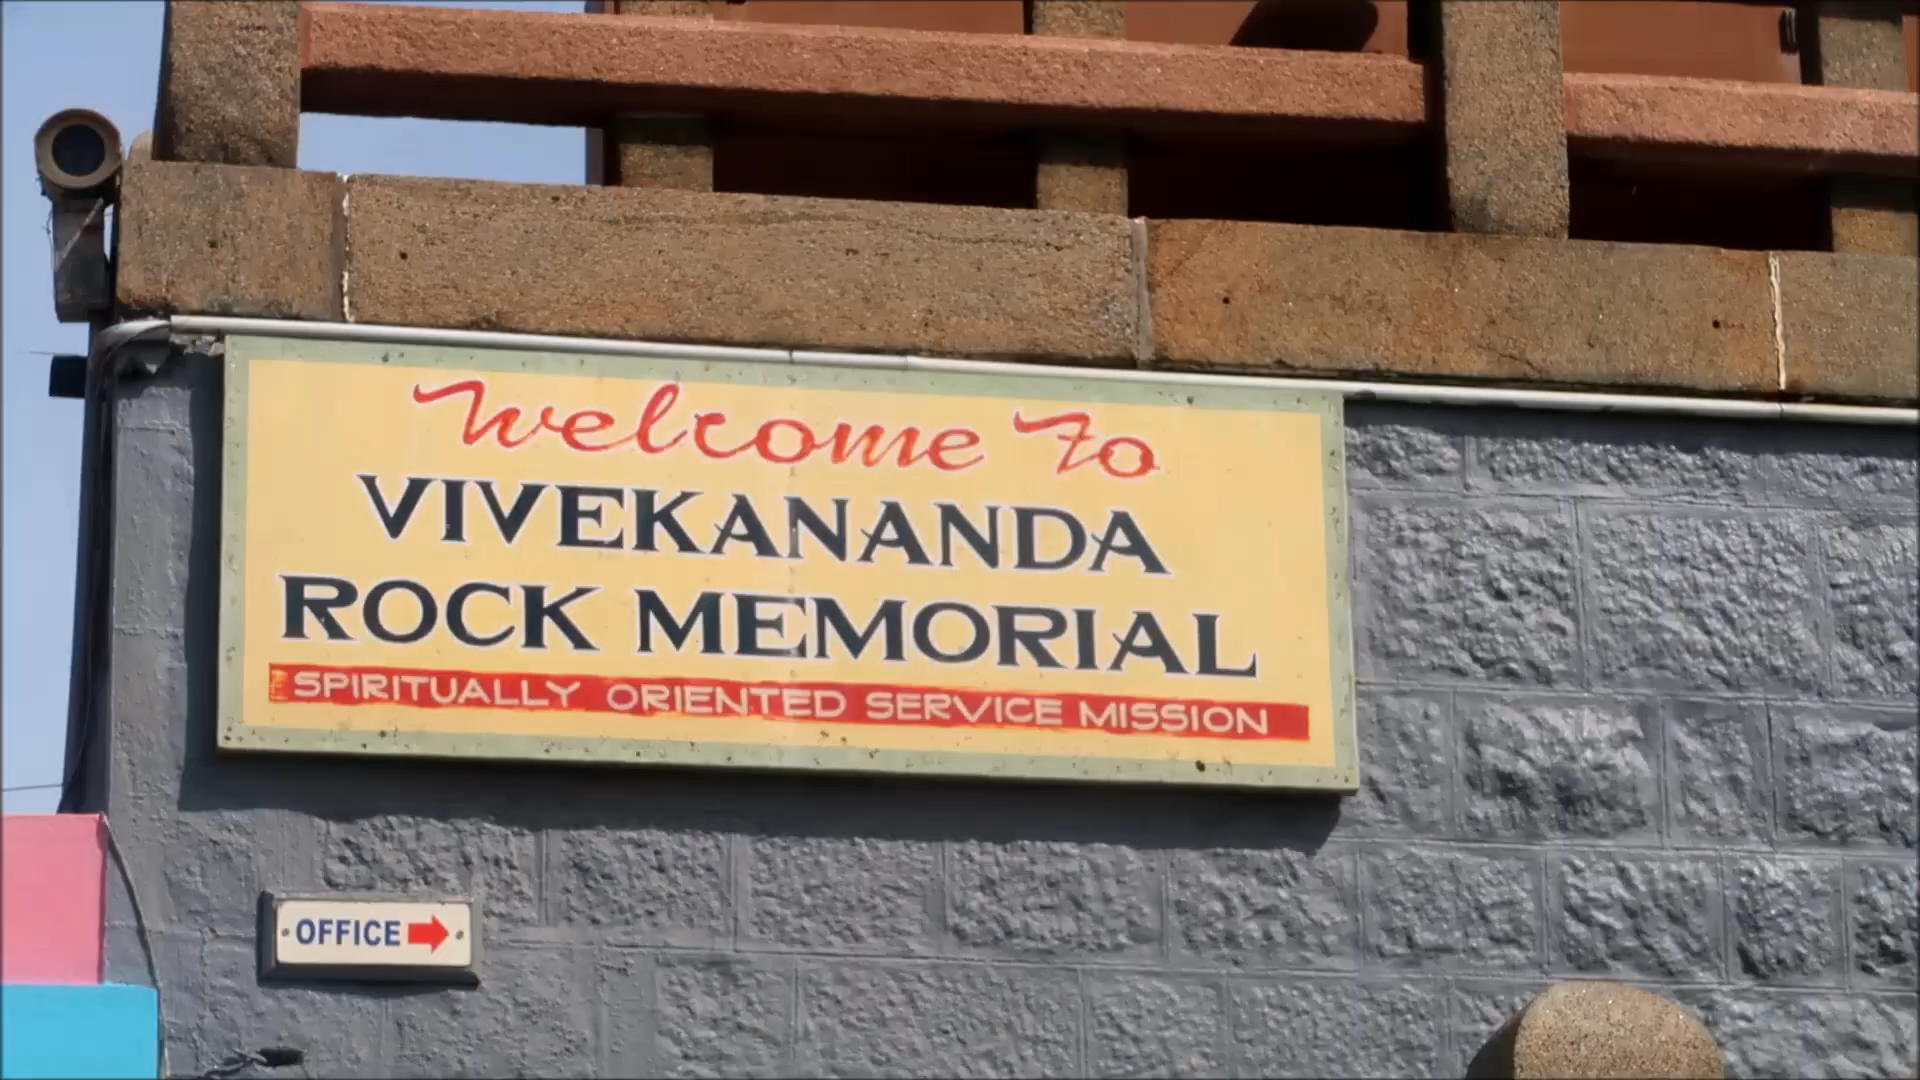 Welcome To
VIVEKANANDA
ROCK MEMORIAL
SPIRITUALLY ORIENTED SERVICE MISSION
OFFICE